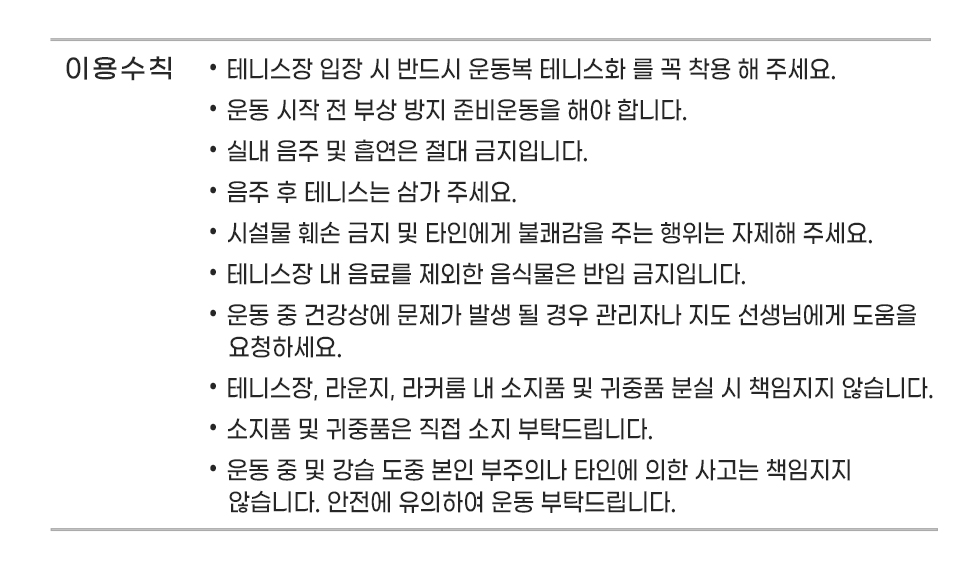 이용수칙 • 테니스장 입장 시 반드시 운동복 테니스화 를 꼭 착용 해 주세요.
• 운동 시작 전 부상 방지 준비운동을 해야 합니다.
• 실내 음주 및 흡연은 절대 금지입니다.
• 음주 후 테니스는 삼가 주세요.
• 시설물 훼손 금지 및 타인에게 불쾌감을 주는 행위는 자제해 주세요.
• 테니스장 내 음료를 제외한 음식물은 반입 금지입니다.
• 운동 중 건강상에 문제가 발생 될 경우 관리자나 지도 선생님에게 도움을
요청하세요.
• 테니스장, 라운지, 라커룸 내 소지품 및 귀중품 분실 시 책임지지 않습니다.
• 소지품 및 귀중품은 직접 소지 부탁드립니다.
• 운동 중 및 강습 도중 본인 부주의나 타인에 의한 사고는 책임지지
않습니다. 안전에 유의하여 운동 부탁드립니다.